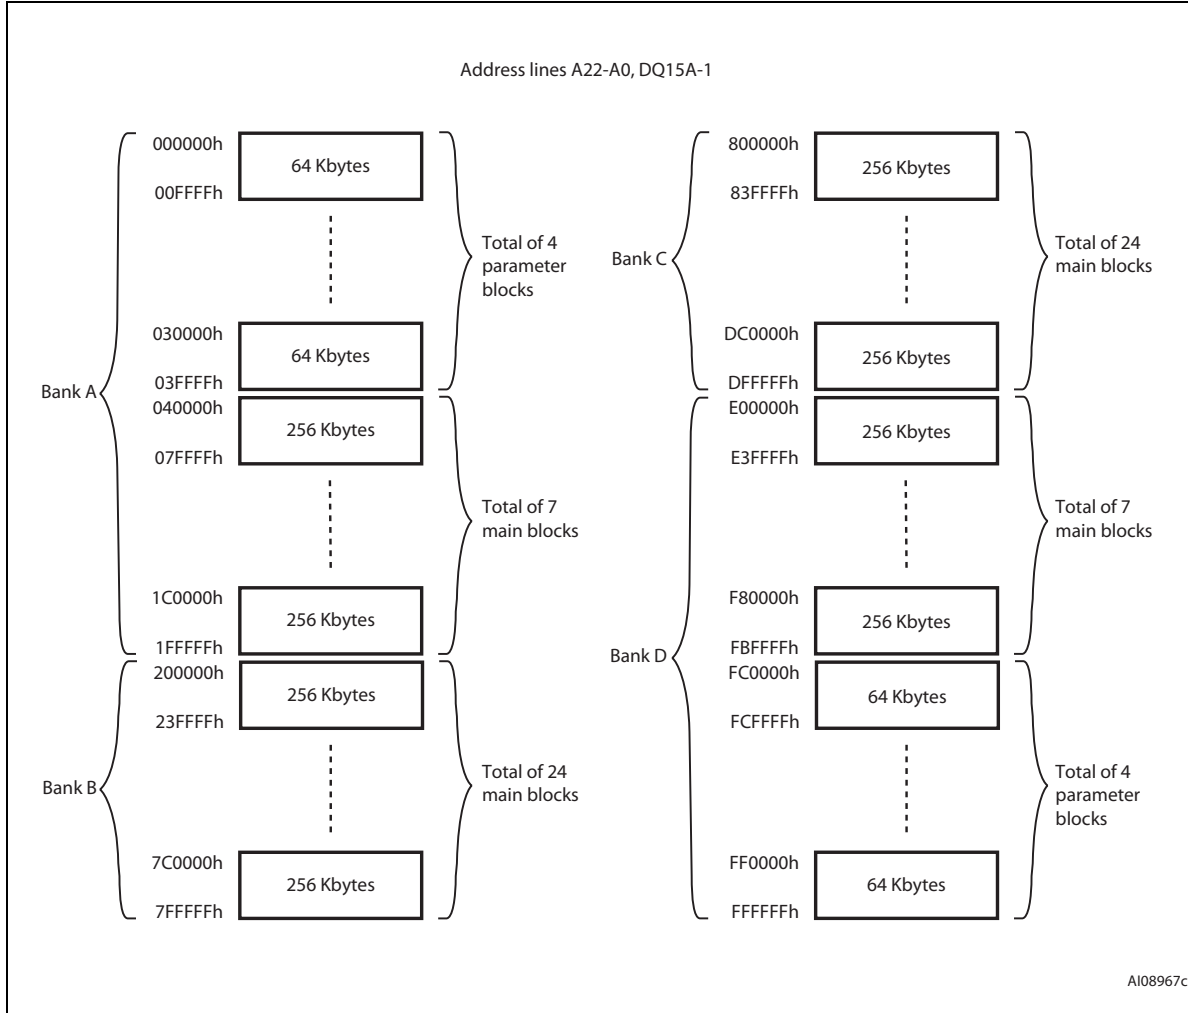 Address lines A22-A0, DQ15A-1
Bank A
000000h
64 Kbytes
00FFFFh
Total of 4
parameter
blocks
030000h
64 Kbytes
03FFFFh
040000h
256 Kbytes
07FFFFh
Total of 7
main blocks
1C0000h
256 Kbytes
1FFFFFh
Bank B
200000h
256 Kbytes
23FFFFh
Total of 24
main blocks
7C0000h
256 Kbytes
7FFFFFh
Bank C
800000h
256 Kbytes
83FFFFh
Total of 24
main blocks
DC0000h
256 Kbytes
DFFFFFh
Bank D
E00000h
256 Kbytes
E3FFFFh
Total of 7
main blocks
F80000h
256 Kbytes
FBFFFFh
FC0000h
64 Kbytes
FCFFFFh
Total of 4
parameter
blocks
FF0000h
64 Kbytes
FFFFFFh
AI08967c